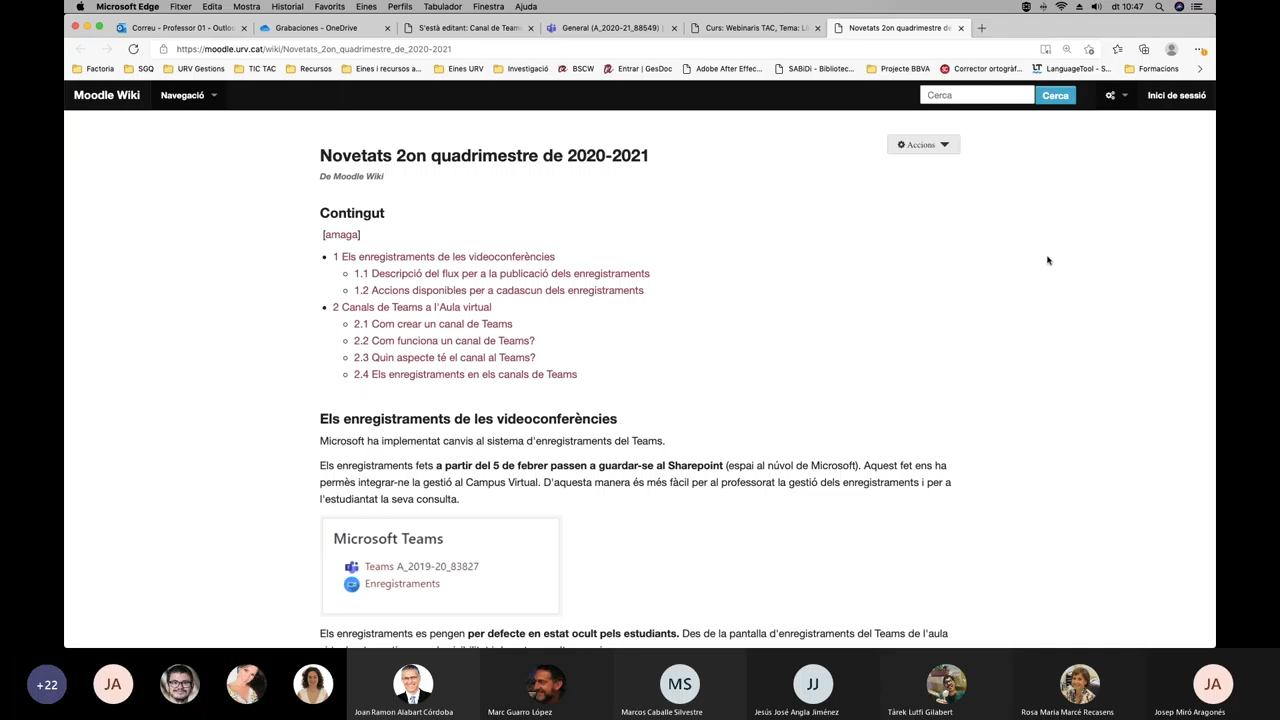 Microsoft Edge Fitxer Edita Mostra Historial Favorits Eines Perfils Tabulador Finestra Ajuda dt 10:47
Correu - Professor 01 - Outlo Grabaciones - OneDrive S'està editant: Canal de Team General (A_2020-21_88549) | Curs: Webinaris TAC, Tema: Li Novetats 2on quadrimestre de
https://moodle.urv.cat/wiki/Novetats_2on_quadrimestre_de_2020-2021
Factoria SGQ URV Gestions TIC TAC Recursos Eines i recursos a... Eines URV Investigació BSCW Entrar | GesDoc Adobe After Effec... SABiDi - Bibliotec... Projecte BBVA Corrector ortogràf... LanguageTool - S... Formacions
Moodle Wiki Navegació Cerca Cerca Inici de sessió
Accions
Novetats 2on quadrimestre de 2020-2021
De Moodle Wiki
Contingut
[amaga]
1 Els enregistraments de les videoconferències
1.1 Descripció del flux per a la publicació dels enregistraments
1.2 Accions disponibles per a cadascun dels enregistraments
2 Canals de Teams a l'Aula virtual
2.1 Com crear un canal de Teams
2.2 Com funciona un canal de Teams?
2.3 Quin aspecte té el canal al Teams?
2.4 Els enregistraments en els canals de Teams
Els enregistraments de les videoconferències
Microsoft ha implementat canvis al sistema d'enregistraments del Teams.
Els enregistraments fets a partir del 5 de febrer passen a guardar-se al Sharepoint (espai al núvol de Microsoft). Aquest fet ens ha
permès integrar-ne la gestió al Campus Virtual. D'aquesta manera és més fàcil per al professorat la gestió dels enregistraments i per a
l'estudiantat la seva consulta.
Microsoft Teams
Teams A_2019-20_83827
Enregistraments
Els enregistraments es pengen per defecte en estat ocult pels estudiants. Des de la pantalla d'enregistraments del Teams de l'aula
+22 JA MS JJ JA
Joan Ramon Alabart Córdoba Marc Guarro López Marcos Caballe Silvestre Jesús José Angla Jiménez Tárek Lutfi Gilabert Rosa Maria Marcé Recasens Josep Miró Aragonés